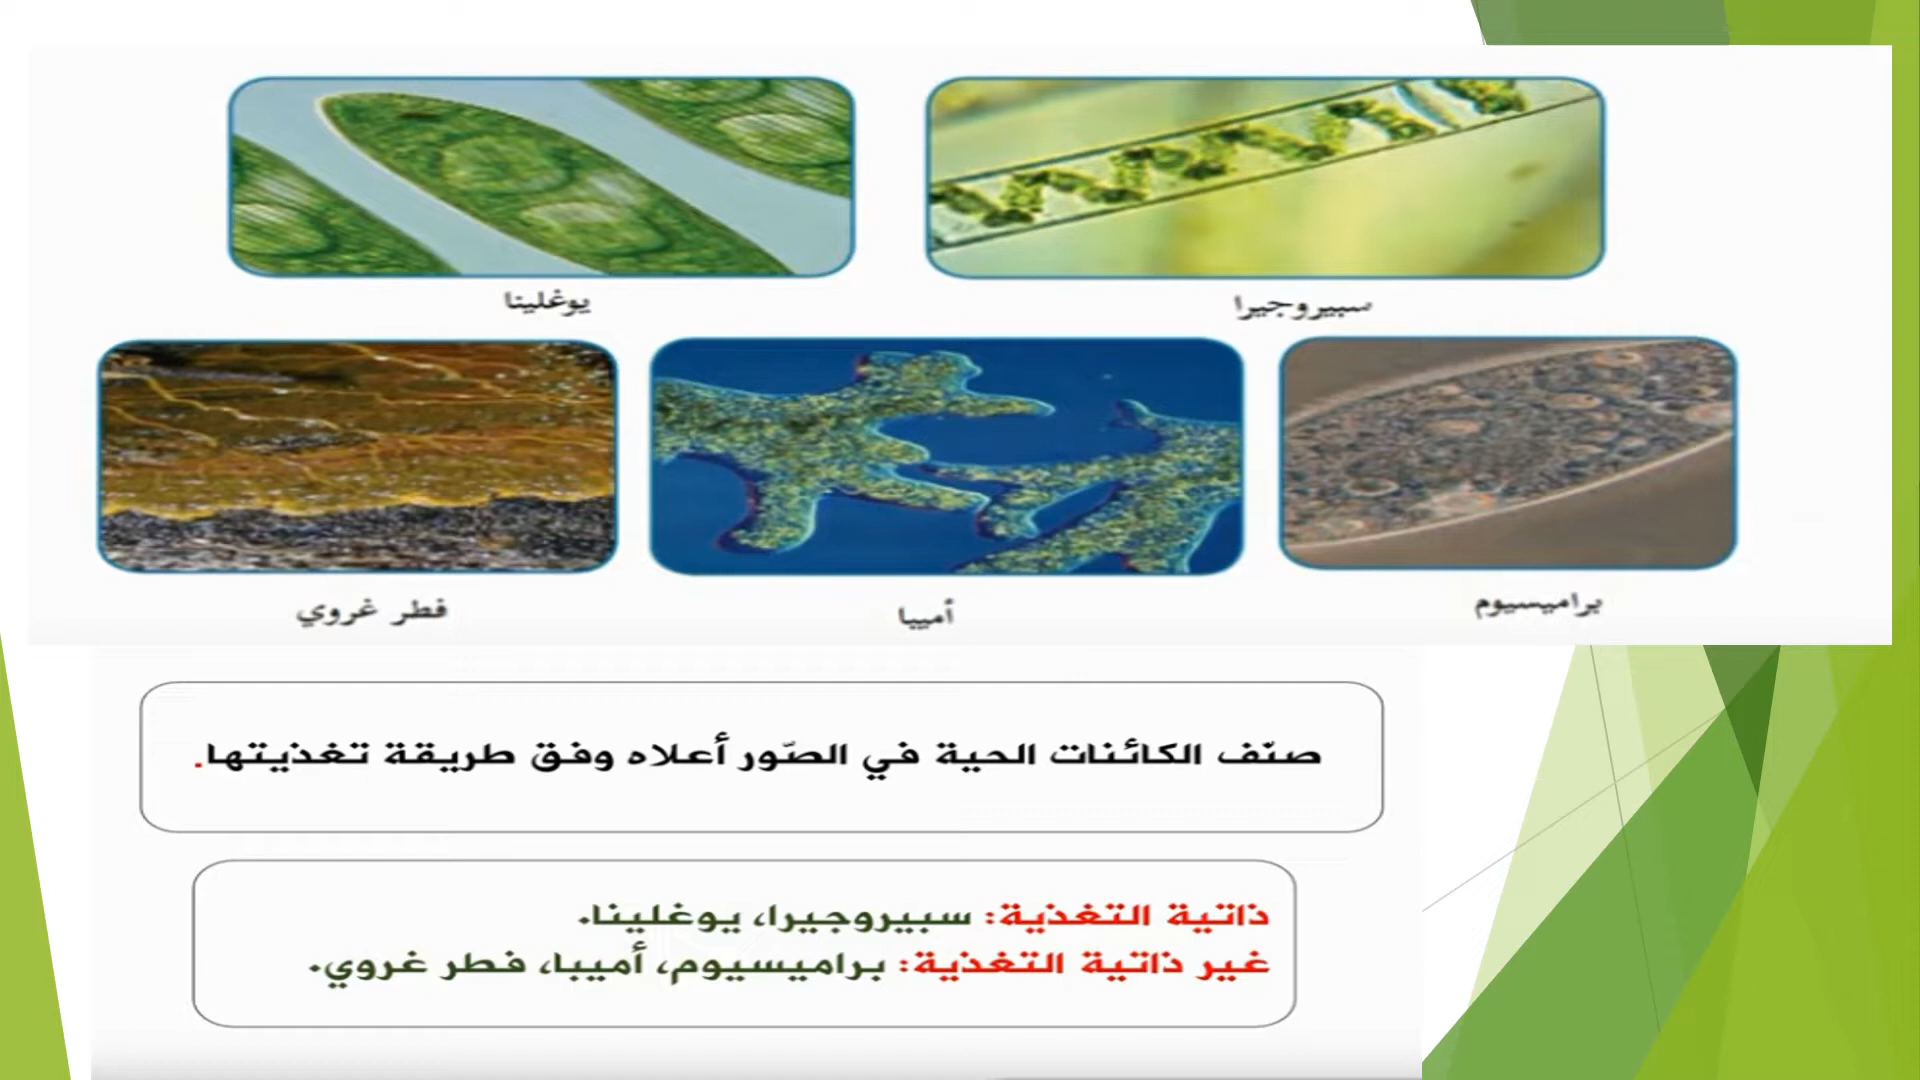 سبيروجيرا
يوغلينا
براميسيوم
أميبا
فطر غروي
صنّف الكائنات الحية في الصّور أعلاه وفق طريقة تغذيتها.
ذاتية التغذية: سبيروجيرا، يوغلينا.
غير ذاتية التغذية: براميسيوم، أميبا، فطر غروي.